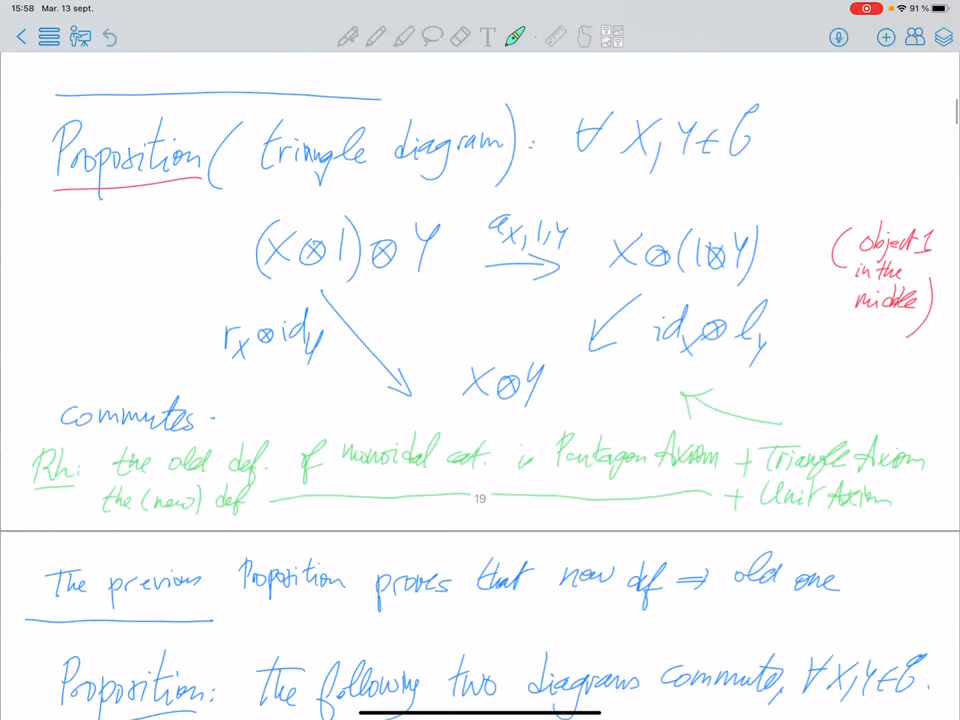 15:58 Mar. 13 sept. 91 %
Proposition (triangle diagram): ∀ X, Y ∈ C
(X ⊗ 1) ⊗ Y a_{X,1,Y} → X ⊗ (1 ⊗ Y)
(object 1
in the
middle)
r_X ⊗ id_Y id_X ⊗ l_Y
X ⊗ Y
commutes.
Rk: the old def. of monoidal cat. is Pentagon Axiom + Triangle Axiom
the (new) def ———— + Unit Axiom
19
The previous Proposition proves that new def ⇒ old one
Proposition: the following two diagrams commute, ∀ X, Y ∈ C.